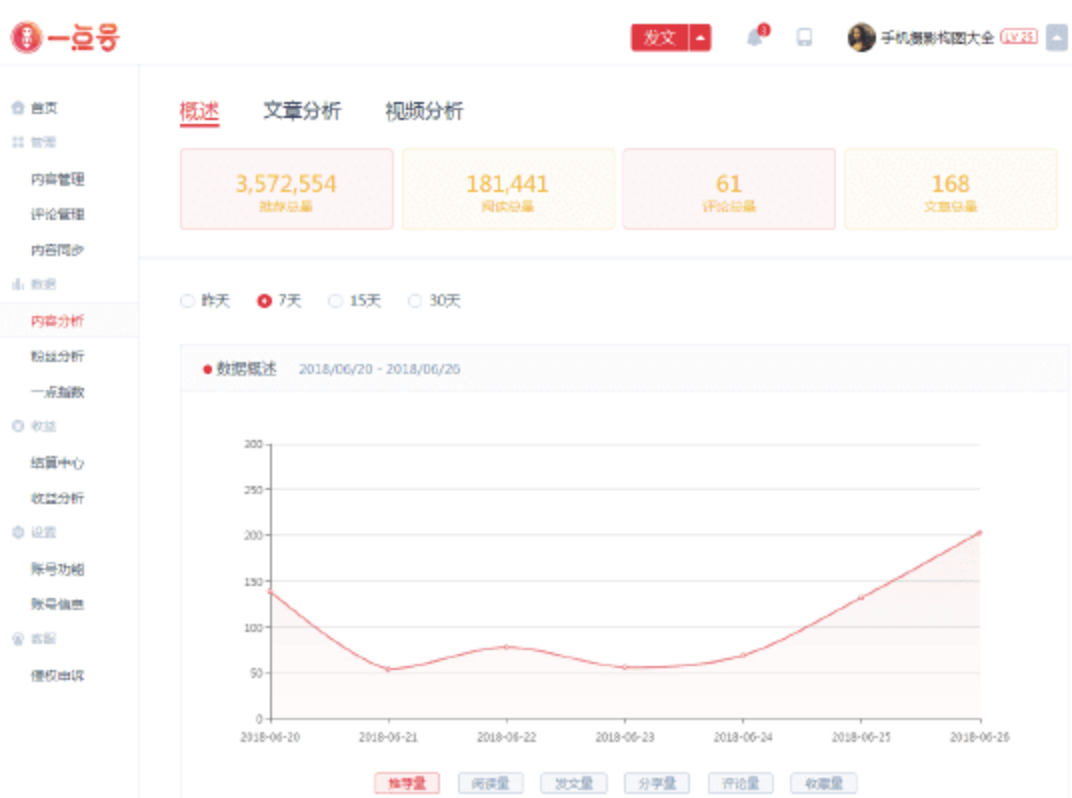 一点号
发文
3
手机摄影构图大全 LV 25
首页
管理
内容管理
评论管理
内容同步
数据
内容分析
粉丝分析
一点指数
收益
结算中心
收益分析
设置
账号功能
账号信息
客服
侵权申诉
概述 文章分析 视频分析
3,572,554 181,441 61 168
推荐总量 阅读总量 评论总量 文章总量
昨天 7天 15天 30天
数据概述 2018/06/20 - 2018/06/26
200
250
200
150
100
50
0
2018-06-20 2018-06-21 2018-06-22 2018-06-23 2018-06-24 2018-06-25 2018-06-26
推荐量 阅读量 发文量 分享量 评论量 收藏量